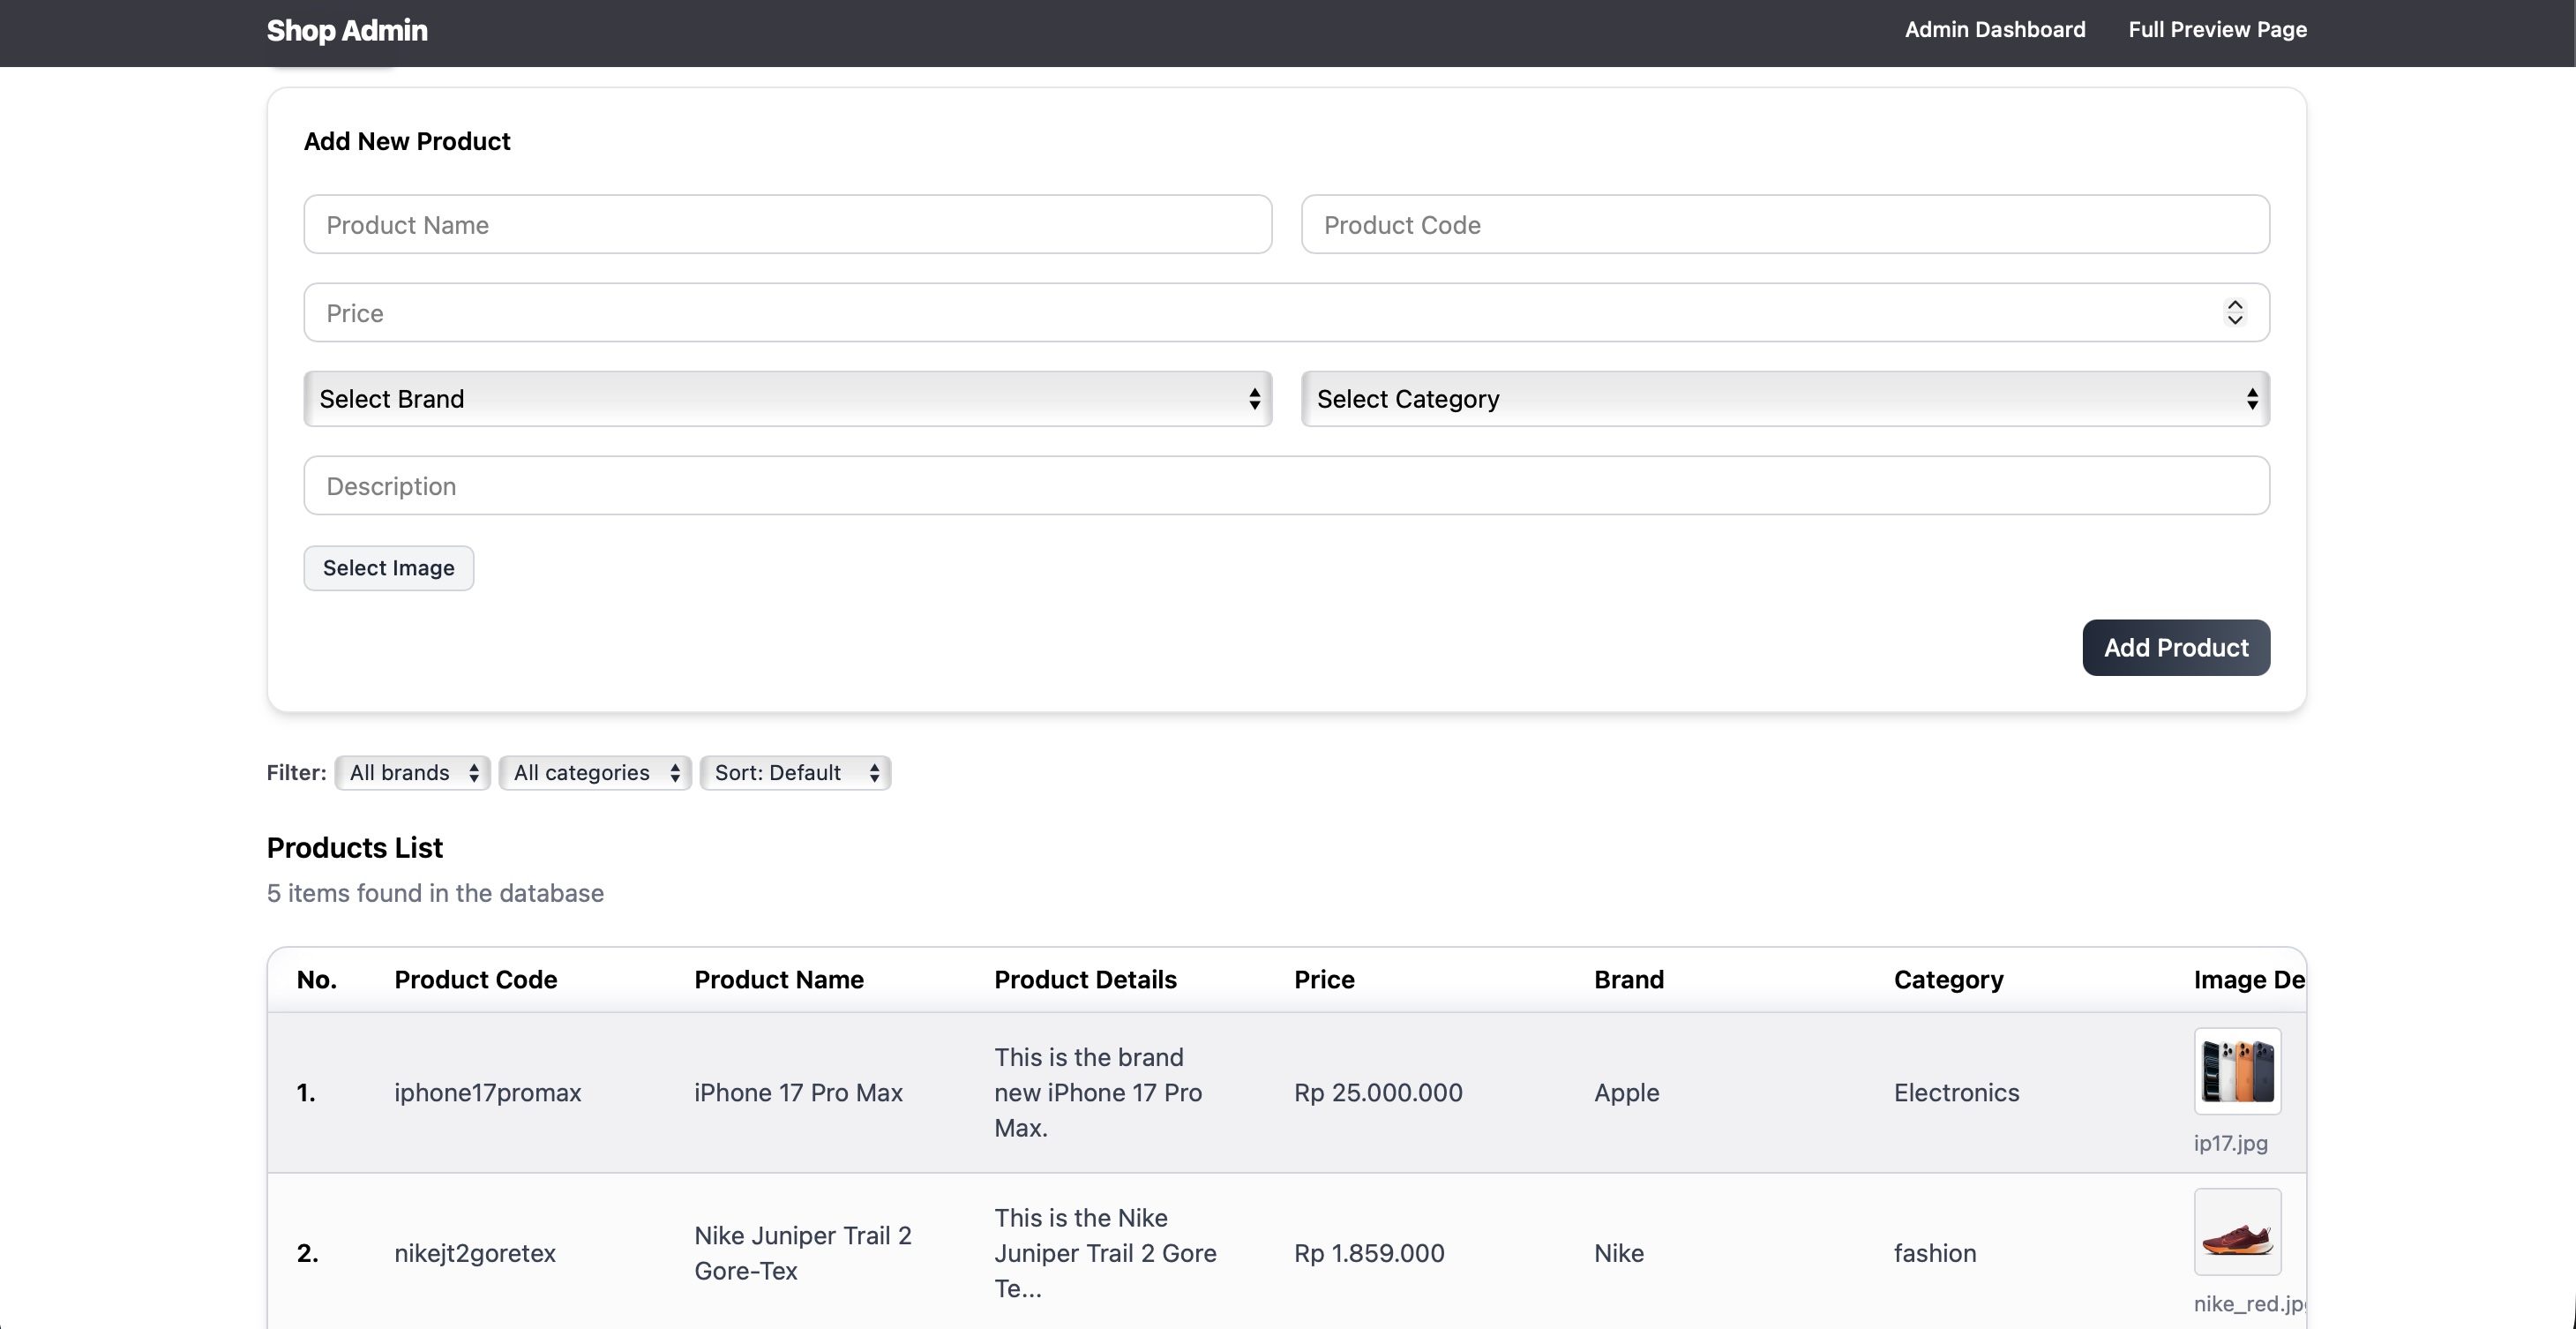 Shop Admin
Admin Dashboard
Full Preview Page
Add New Product
Product Name
Product Code
Price
Select Brand
Select Category
Description
Select Image
Add Product
Filter:
All brands
All categories
Sort: Default
Products List
5 items found in the database
No.
Product Code
Product Name
Product Details
Price
Brand
Category
Image De
1.
iphone17promax
iPhone 17 Pro Max
This is the brand
new iPhone 17 Pro
Max.
Rp 25.000.000
Apple
Electronics
ip17.jpg
2.
nikejt2goretex
Nike Juniper Trail 2
Gore-Tex
This is the Nike
Juniper Trail 2 Gore
Te...
Rp 1.859.000
Nike
fashion
nike_red.jp